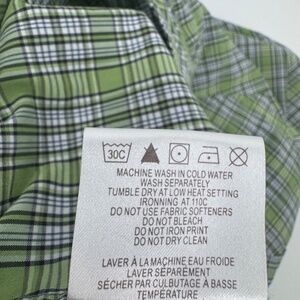 30C
MACHINE WASH IN COLD WATER
WASH SEPARATELY
TUMBLE DRY AT LOW HEAT SETTING
IRONNING AT 110C
DO NOT USE FABRIC SOFTENERS
DO NOT BLEACH
DO NOT IRON PRINT
DO NOT DRY CLEAN
LAVER À LA MACHINE EAU FROIDE
LAVER SÉPAREMENT
SÉCHER PAR CULBUTAGE À BASSE
TEMPÉRATURE